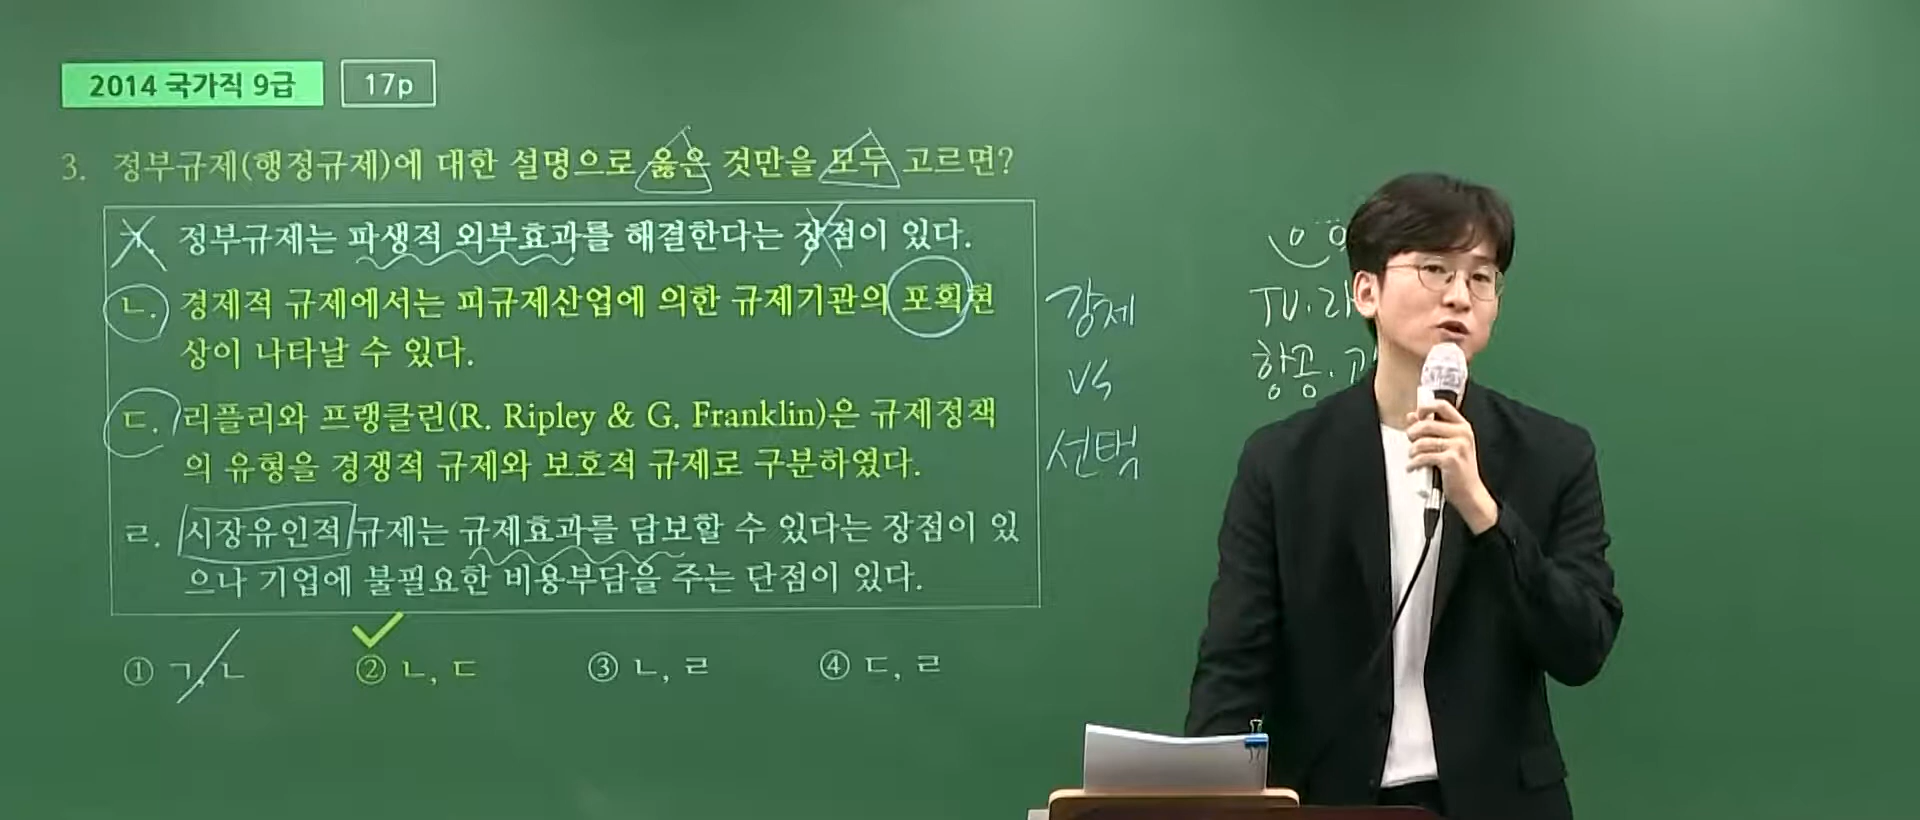 2014 국가직 9급
17p
3. 정부규제(행정규제)에 대한 설명으로 옳은 것만을 모두 고르면?
정부규제는 파생적 외부효과를 해결한다는 장점이 있다.
ㄴ. 경제적 규제에서는 피규제산업에 의한 규제기관의 포획현
상이 나타날 수 있다.
ㄷ. 리플리와 프랭클린(R. Ripley & G. Franklin)은 규제정책
의 유형을 경쟁적 규제와 보호적 규제로 구분하였다.
ㄹ. 시장유인적 규제는 규제효과를 담보할 수 있다는 장점이 있
으나 기업에 불필요한 비용부담을 주는 단점이 있다.
① ㄱ, ㄴ
② ㄴ, ㄷ
③ ㄴ, ㄹ
④ ㄷ, ㄹ
강제
vs
선택
TV.라
항공.